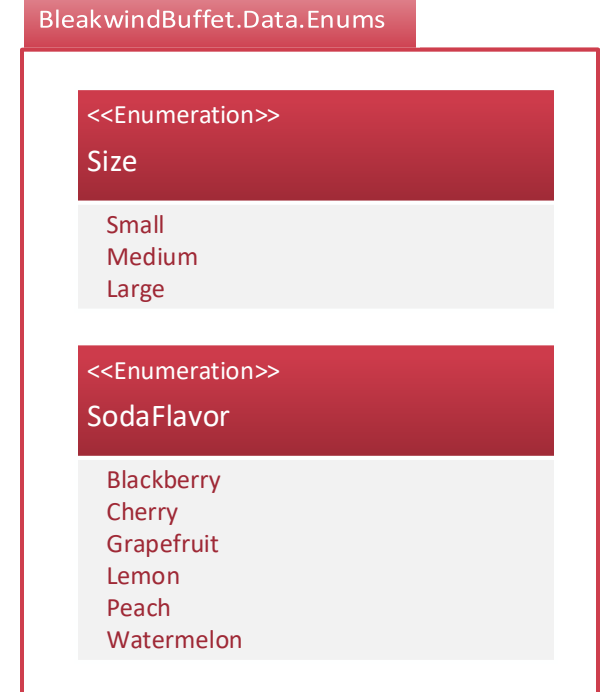 BleakwindBuffet.Data.Enums
<<Enumeration>>
Size
Small
Medium
Large
<<Enumeration>>
SodaFlavor
Blackberry
Cherry
Grapefruit
Lemon
Peach
Watermelon